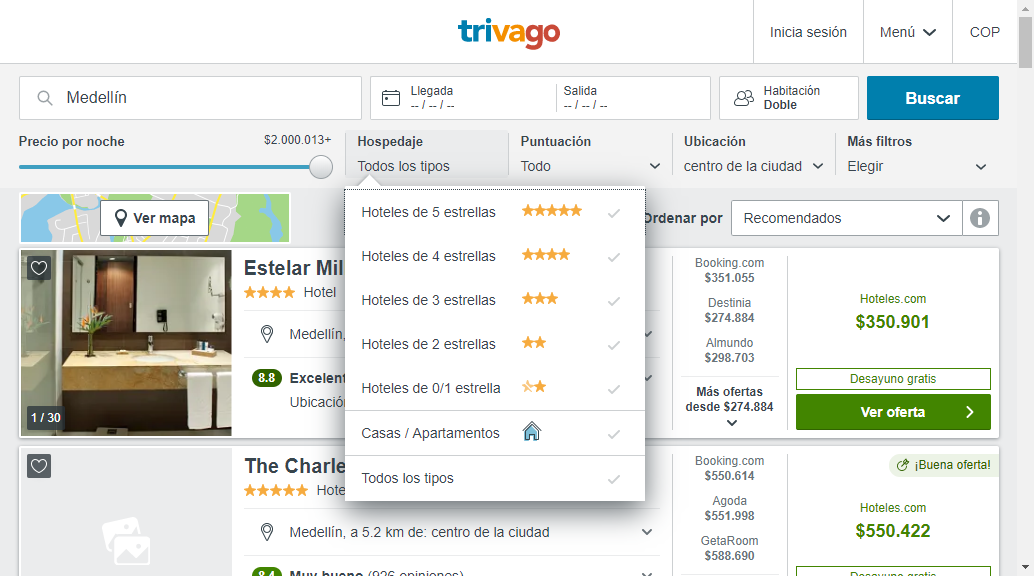 trivago
Inicia sesión
Menú
COP
Medellín
Llegada
-- / -- / --
Salida
-- / -- / --
Habitación
Doble
Buscar
Precio por noche
$2.000.013+
Hospedaje
Todos los tipos
Puntuación
Todo
Ubicación
centro de la ciudad
Más filtros
Elegir
Ver mapa
Ordenar por
Recomendados
Hoteles de 5 estrellas
Hoteles de 4 estrellas
Hoteles de 3 estrellas
Hoteles de 2 estrellas
Hoteles de 0/1 estrella
Casas / Apartamentos
Todos los tipos
1 / 30
Estelar Mil
Hotel
Medellín,
8.8 Excelent
Ubicació
Booking.com
$351.055
Destinia
$274.884
Almundo
$298.703
Más ofertas
desde $274.884
Hoteles.com
$350.901
Desayuno gratis
Ver oferta
The Charle
Hote
Medellín, a 5.2 km de: centro de la ciudad
8.4 Muy bueno (926 opiniones)
Booking.com
$550.614
Agoda
$551.998
GetaRoom
$588.690
¡Buena oferta!
Hoteles.com
$550.422
Desayuno gratis